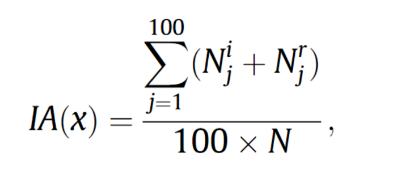 IA(x) = \frac{\sum_{j=1}^{100} (N_j^i + N_j^r)}{100 \times N},